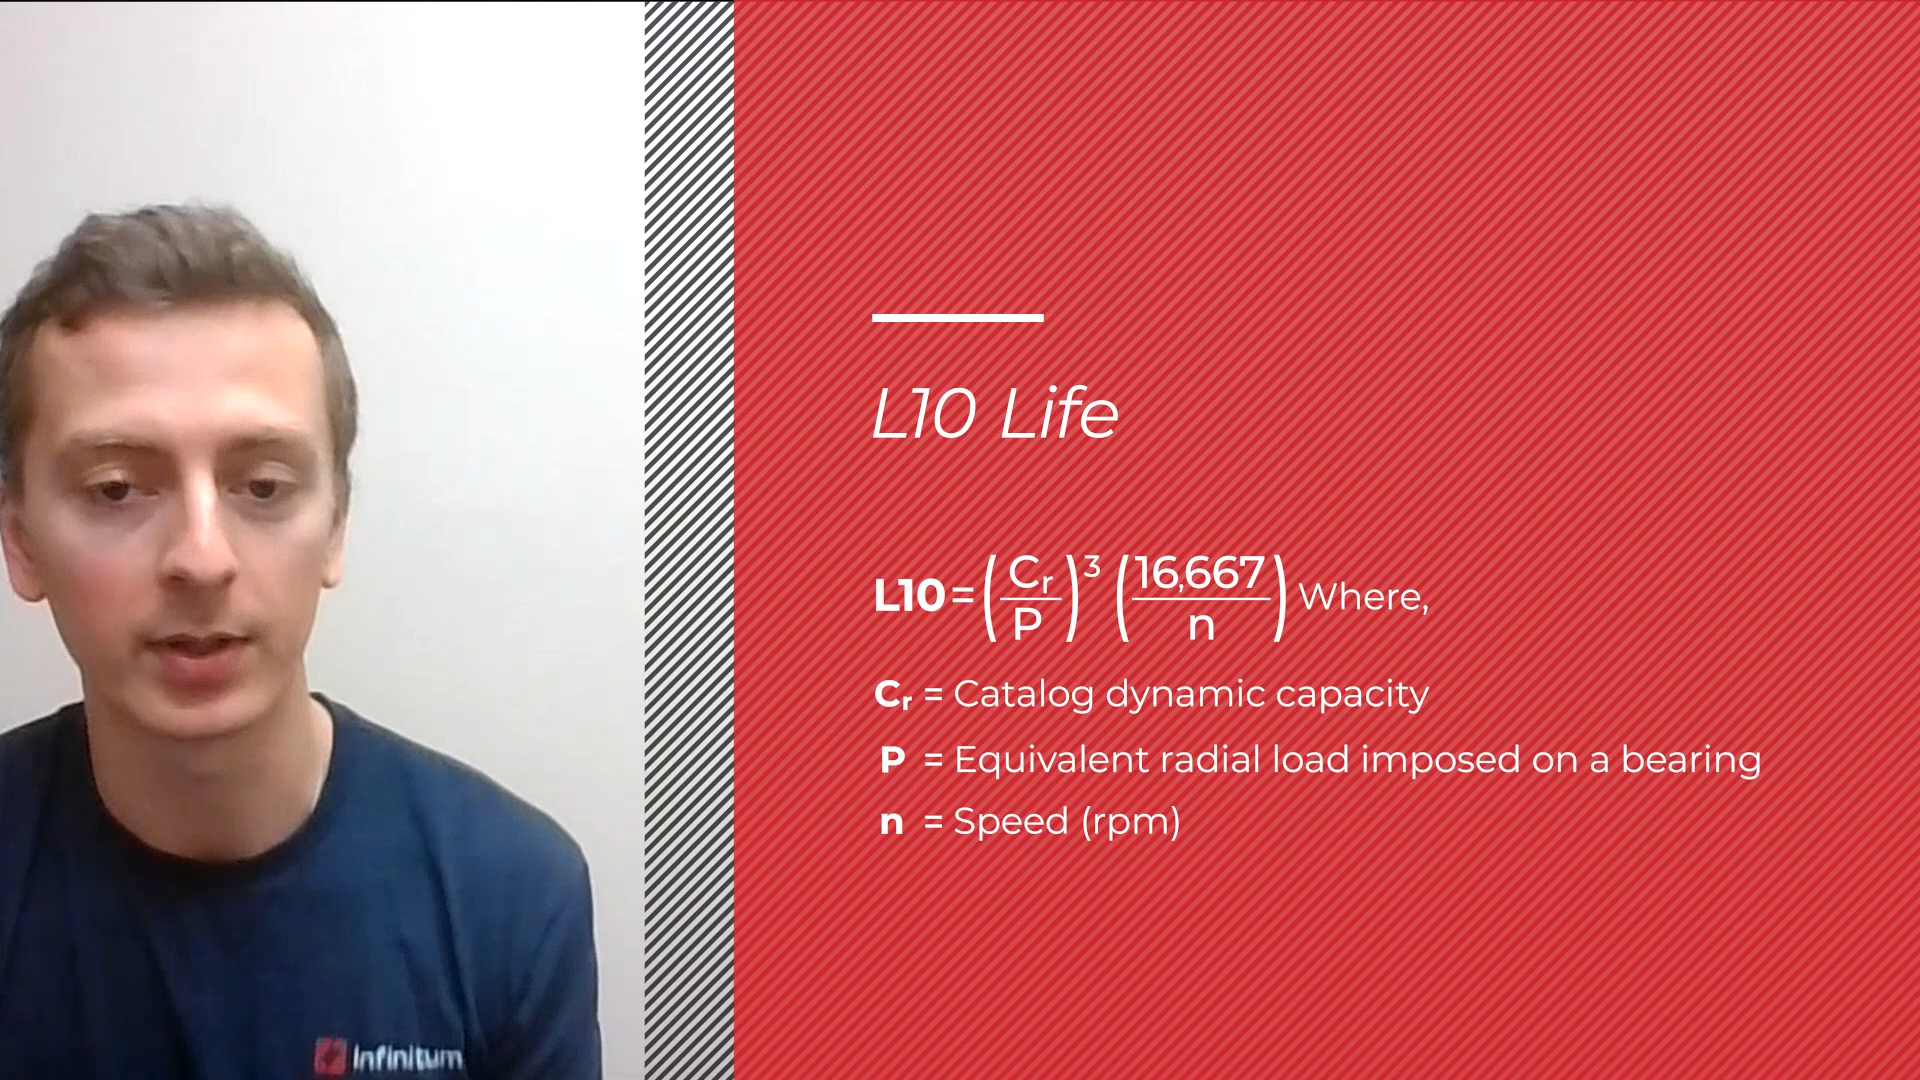 L10 Life
L10 = (Cᵣ/P)³ (16,667/n) Where,
Cᵣ = Catalog dynamic capacity
P = Equivalent radial load imposed on a bearing
n = Speed (rpm)
Infinitum